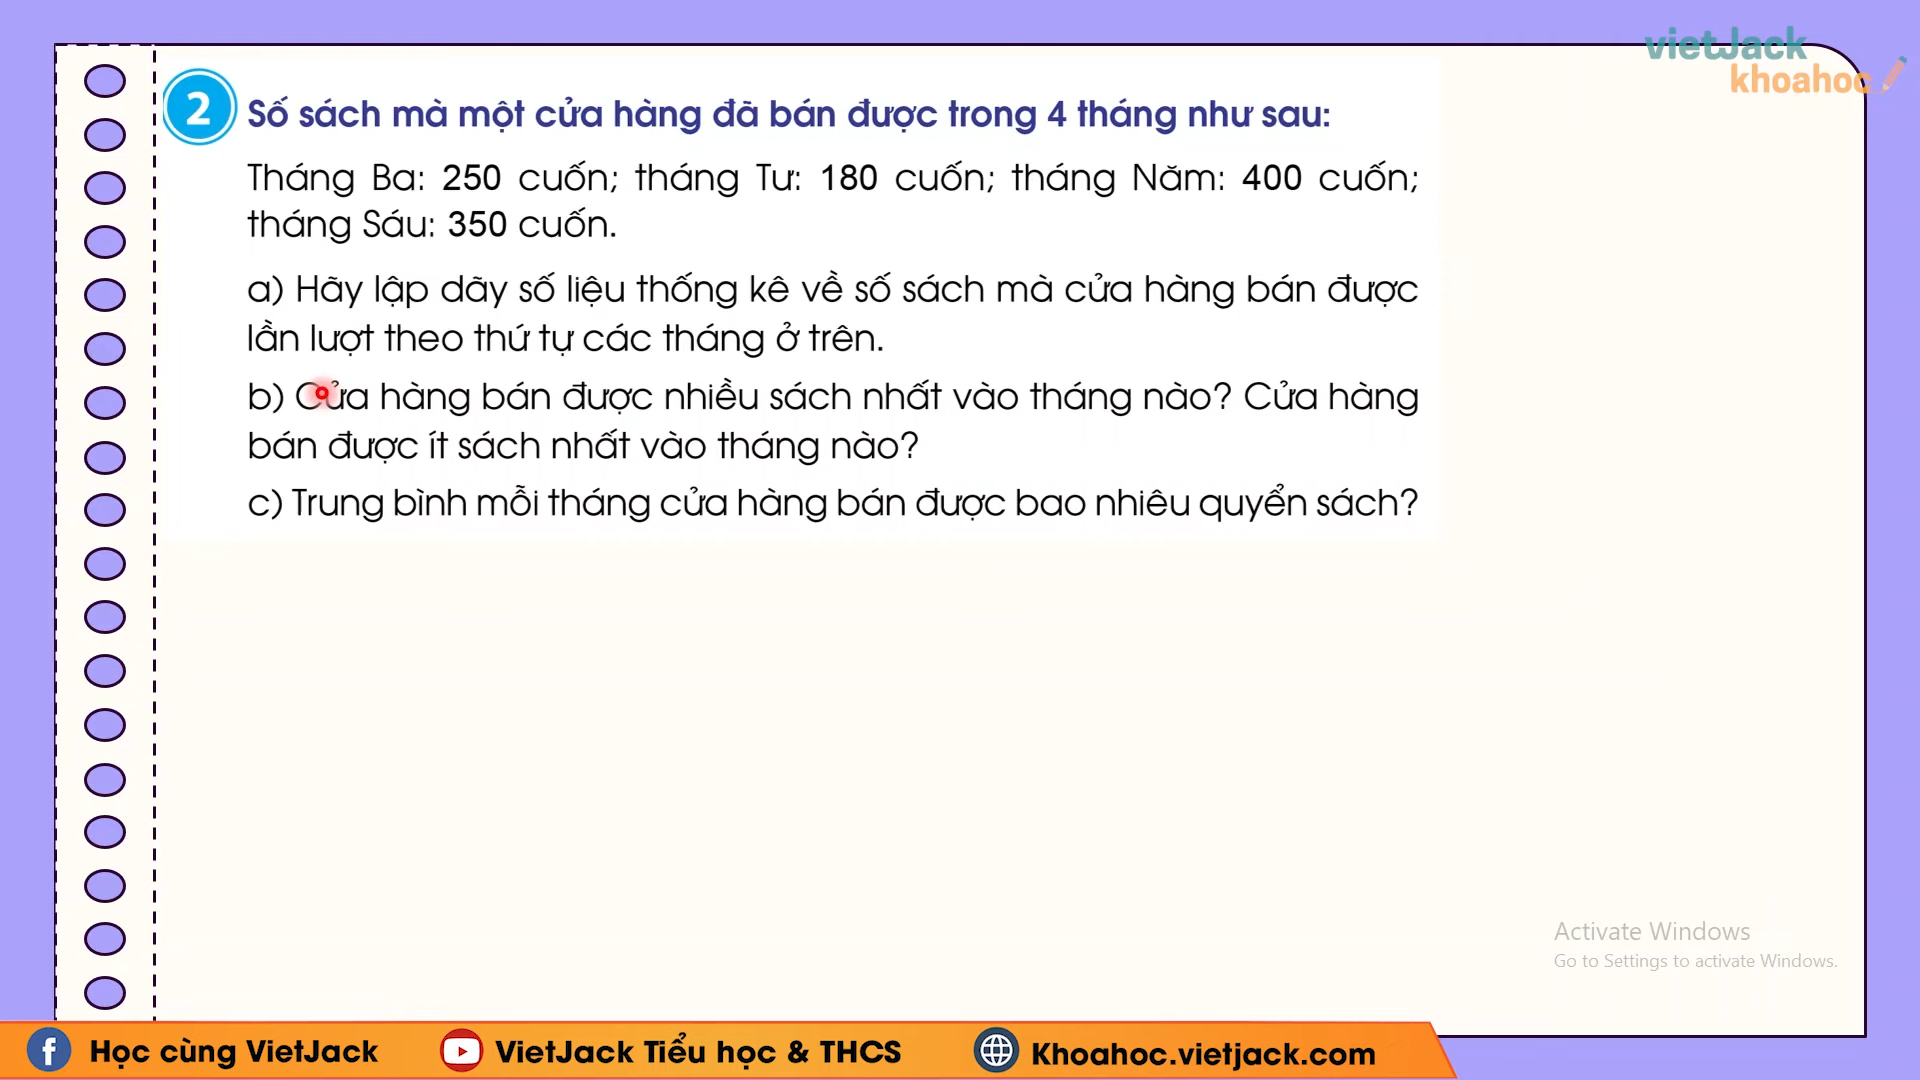 vietJack
khoahoc
2 Số sách mà một cửa hàng đã bán được trong 4 tháng như sau:
Tháng Ba: 250 cuốn; tháng Tư: 180 cuốn; tháng Năm: 400 cuốn;
tháng Sáu: 350 cuốn.
a) Hãy lập dãy số liệu thống kê về số sách mà cửa hàng bán được
lần lượt theo thứ tự các tháng ở trên.
b) Cửa hàng bán được nhiều sách nhất vào tháng nào? Cửa hàng
bán được ít sách nhất vào tháng nào?
c) Trung bình mỗi tháng cửa hàng bán được bao nhiêu quyển sách?
Activate Windows
Go to Settings to activate Windows.
Học cùng VietJack VietJack Tiểu học & THCS Khoahoc.vietjack.com